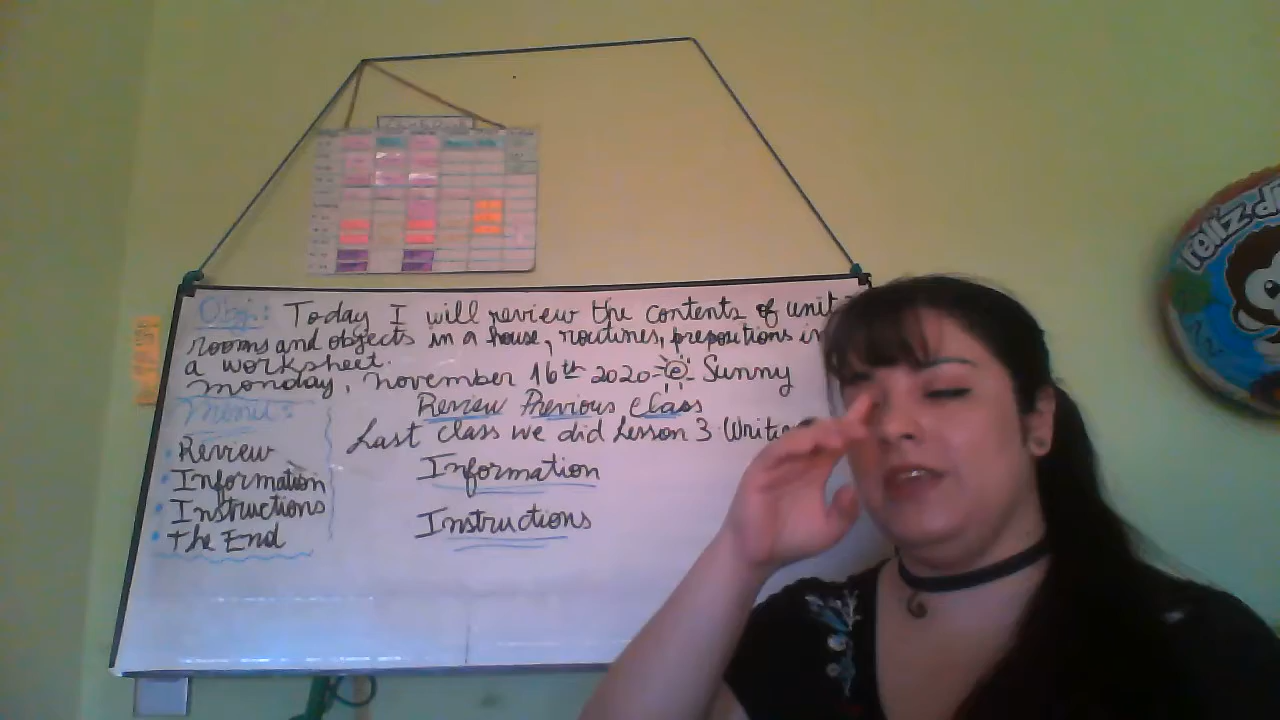 Obj: Today I will review the contents of unit
rooms and objects in a house, routines, prepositions in
a worksheet.
Monday, november 16th 2020 Sunny
Menu:
Review
Information
Instructions
The End
Review Previous Class
Last class we did Lesson 3
Information
Instructions
Feliz